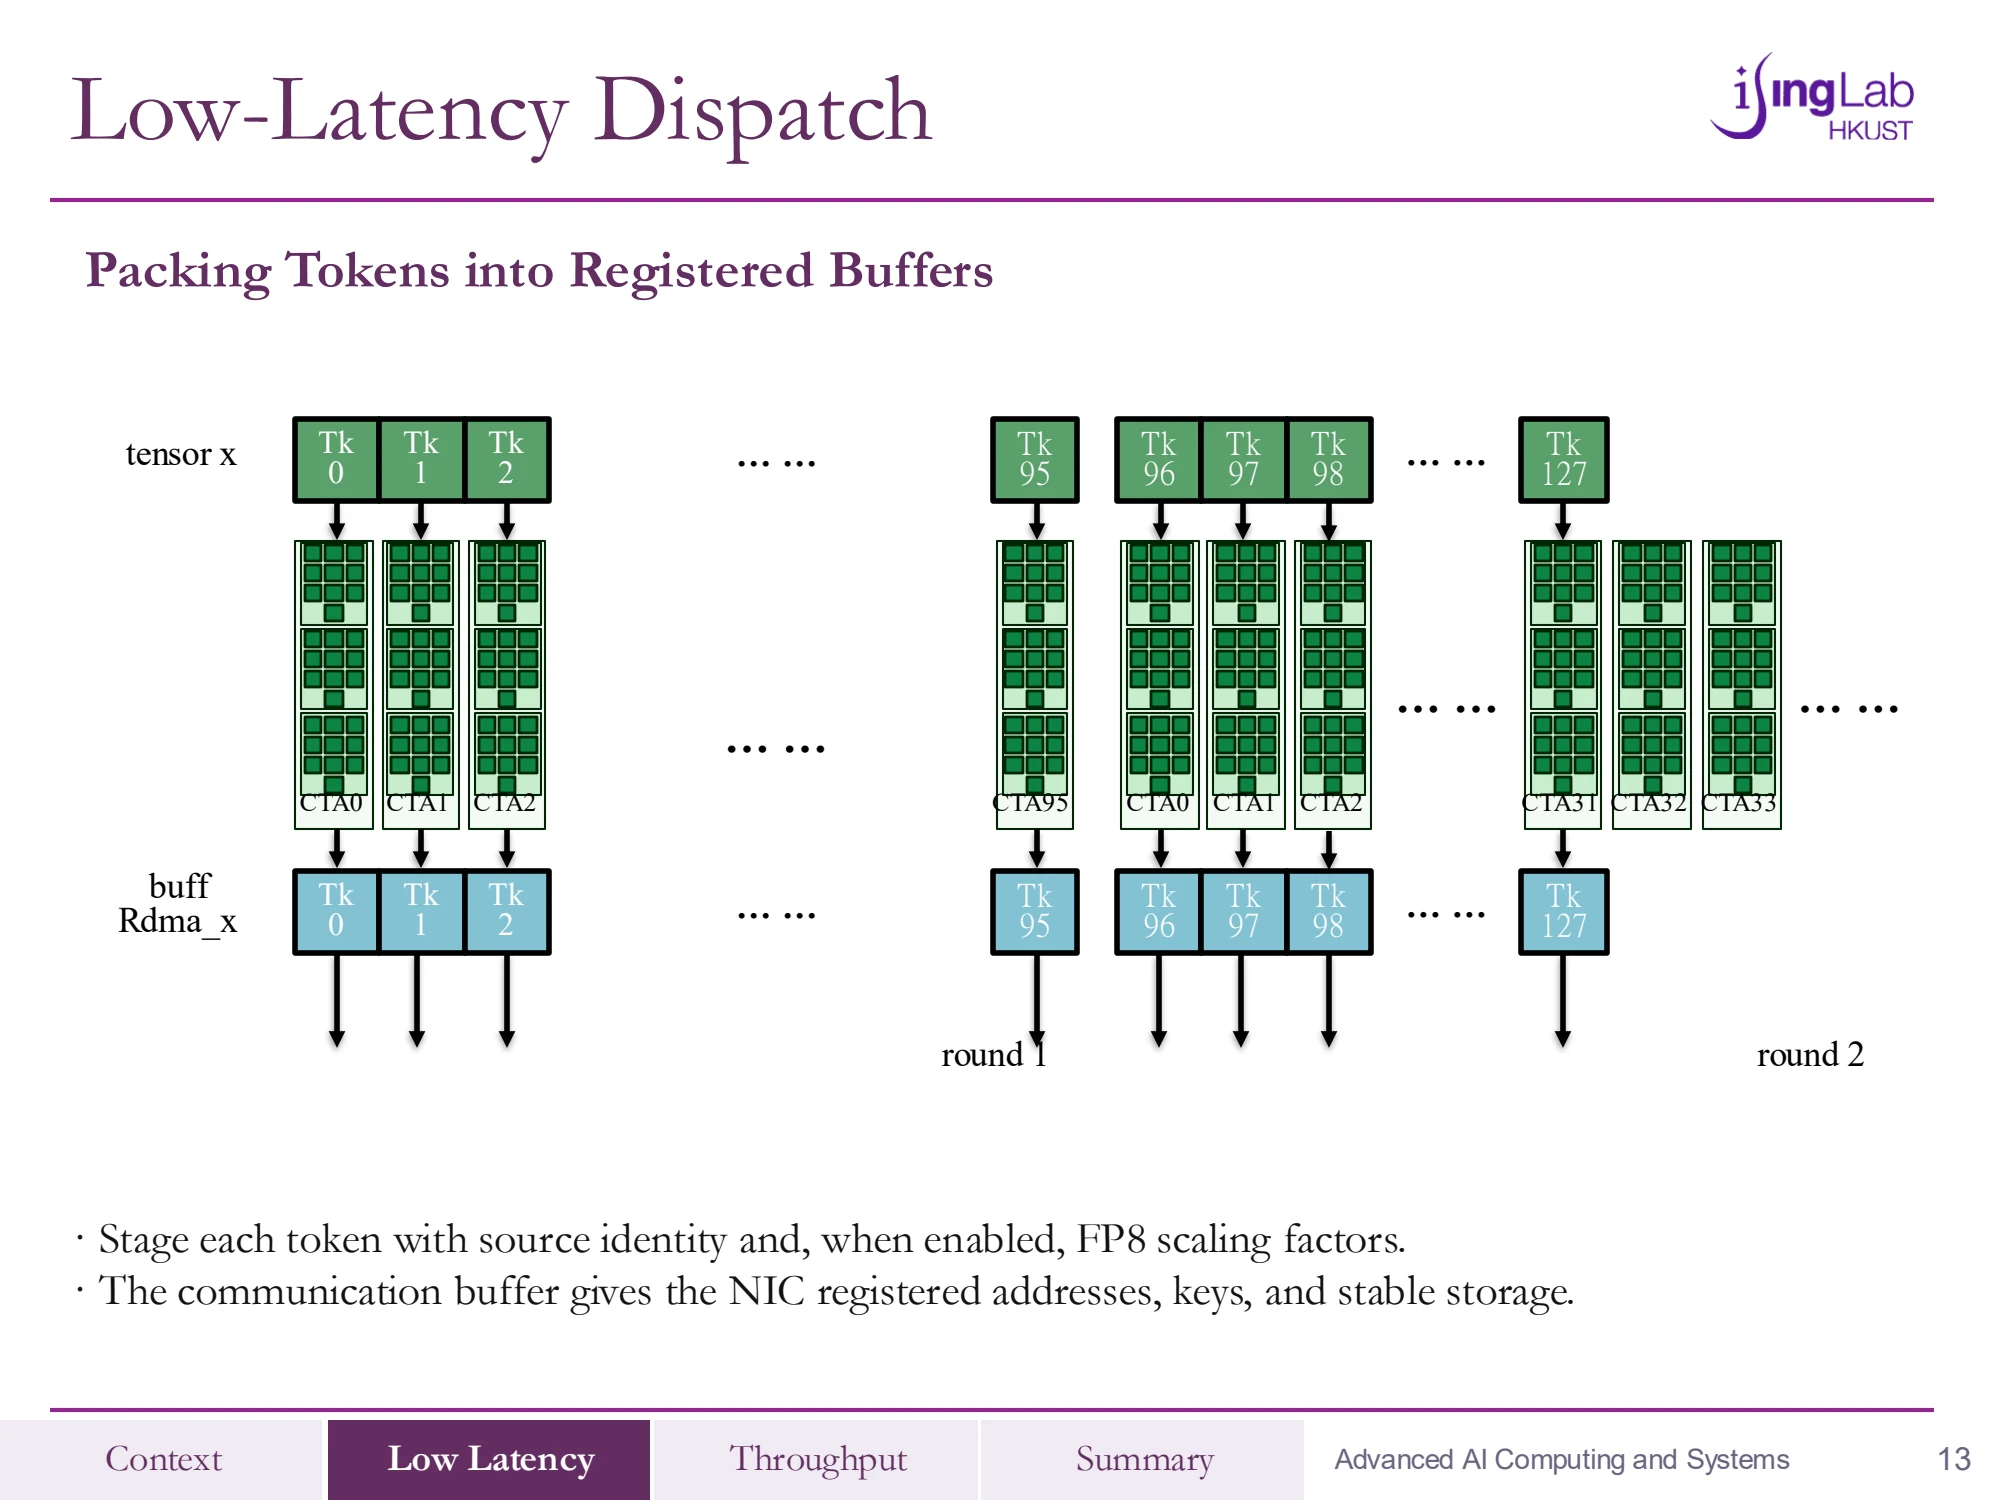 Low-Latency Dispatch
iSingLab
HKUST
Packing Tokens into Registered Buffers
tensor x
Tk 0
Tk 1
Tk 2
... ...
Tk 95
Tk 96
Tk 97
Tk 98
... ...
Tk 127
CTA0
CTA1
CTA2
... ...
CTA95
CTA0
CTA1
CTA2
... ...
CTA31
CTA32
CTA33
... ...
buff
Rdma_x
Tk 0
Tk 1
Tk 2
... ...
Tk 95
Tk 96
Tk 97
Tk 98
... ...
Tk 127
round 1
round 2
· Stage each token with source identity and, when enabled, FP8 scaling factors.
· The communication buffer gives the NIC registered addresses, keys, and stable storage.
Context
Low Latency
Throughput
Summary
Advanced AI Computing and Systems
13